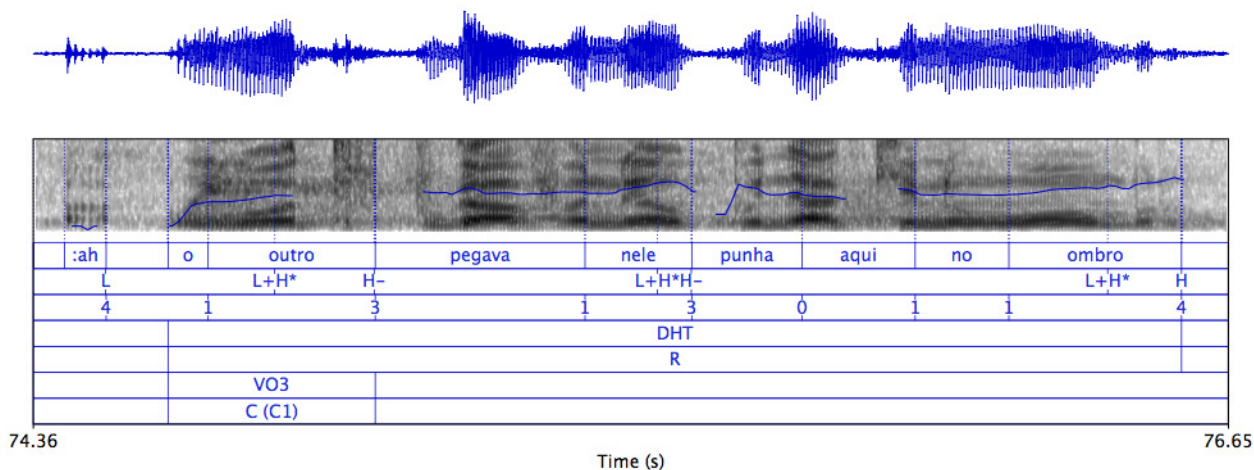 :ah o outro pegava nele punha aqui no ombro
L L+H* H- L+H*H- L+H* H
4 1 3 1 3 0 1 1 4
DHT
R
VO3
C (C1)
74.36 76.65
Time (s)